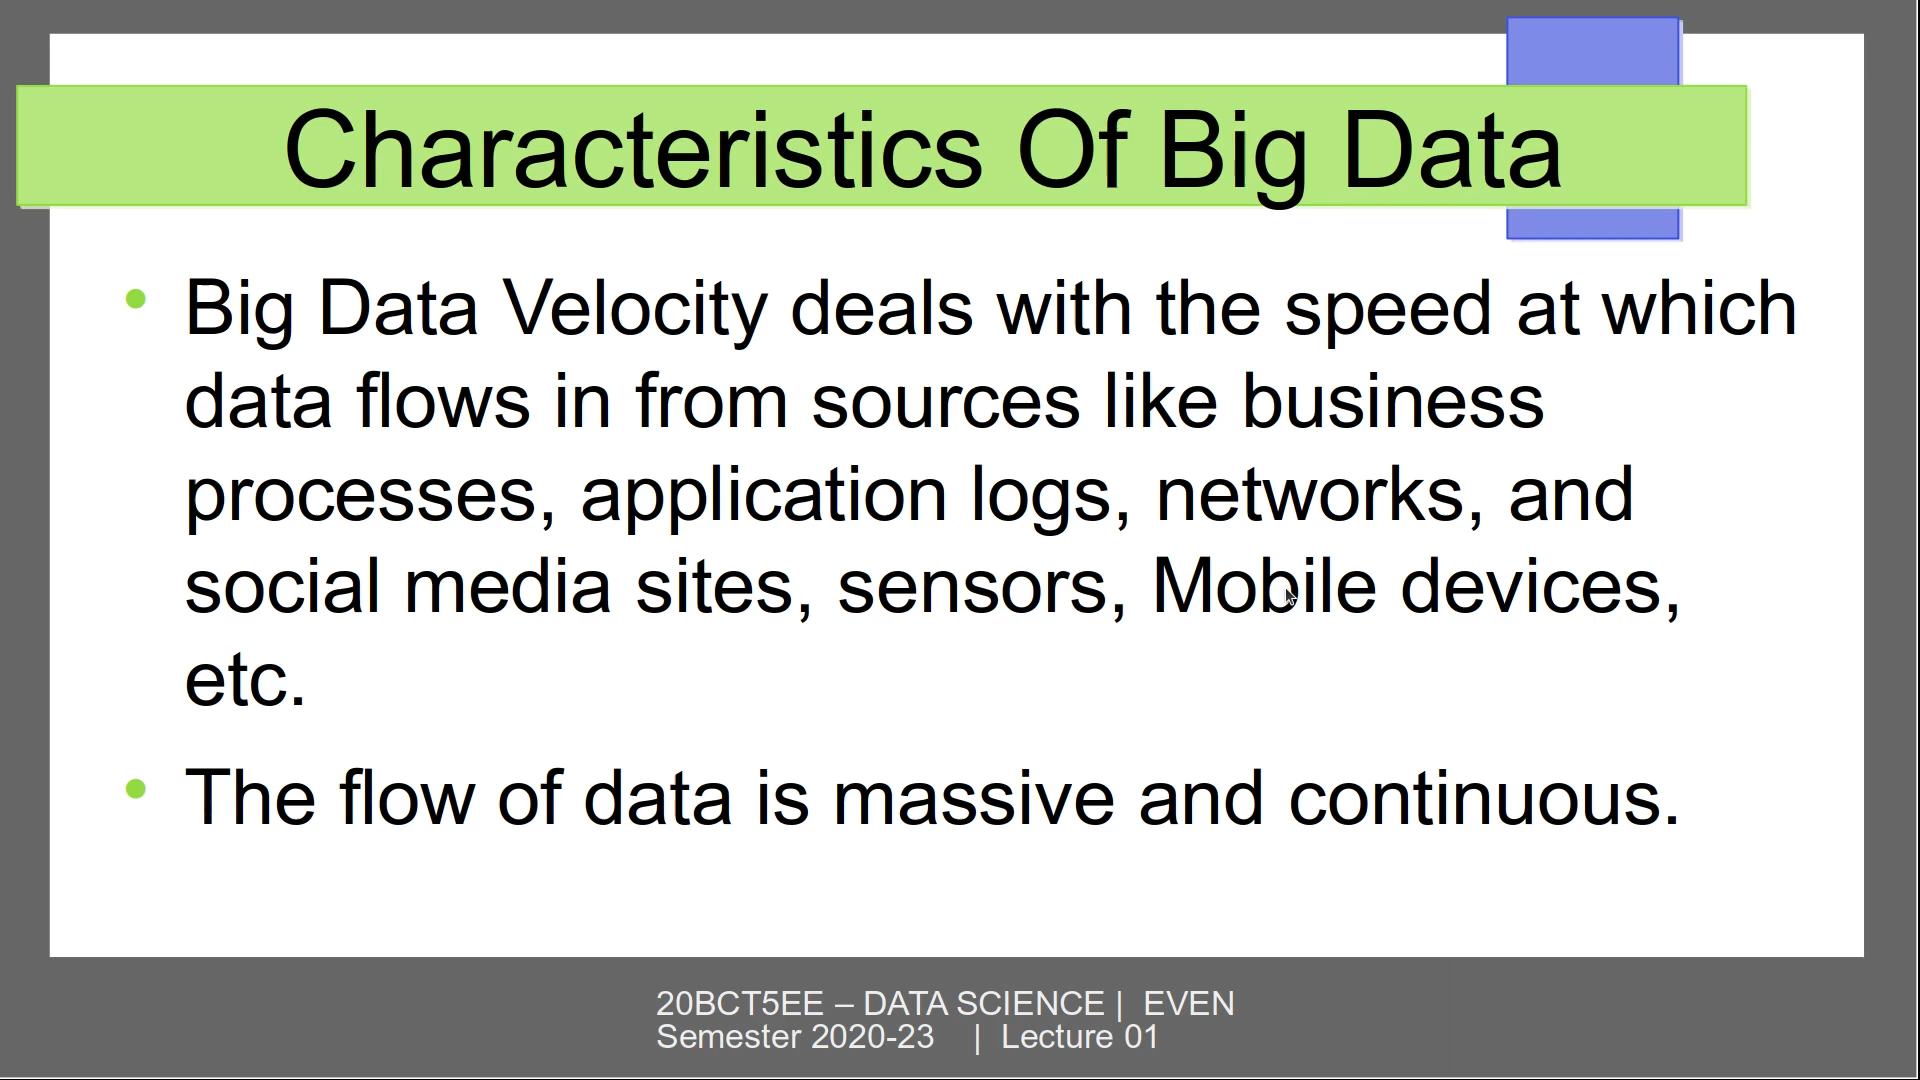 Characteristics Of Big Data
• Big Data Velocity deals with the speed at which
data flows in from sources like business
processes, application logs, networks, and
social media sites, sensors, Mobile devices,
etc.
• The flow of data is massive and continuous.
20BCT5EE – DATA SCIENCE | EVEN
Semester 2020-23 | Lecture 01